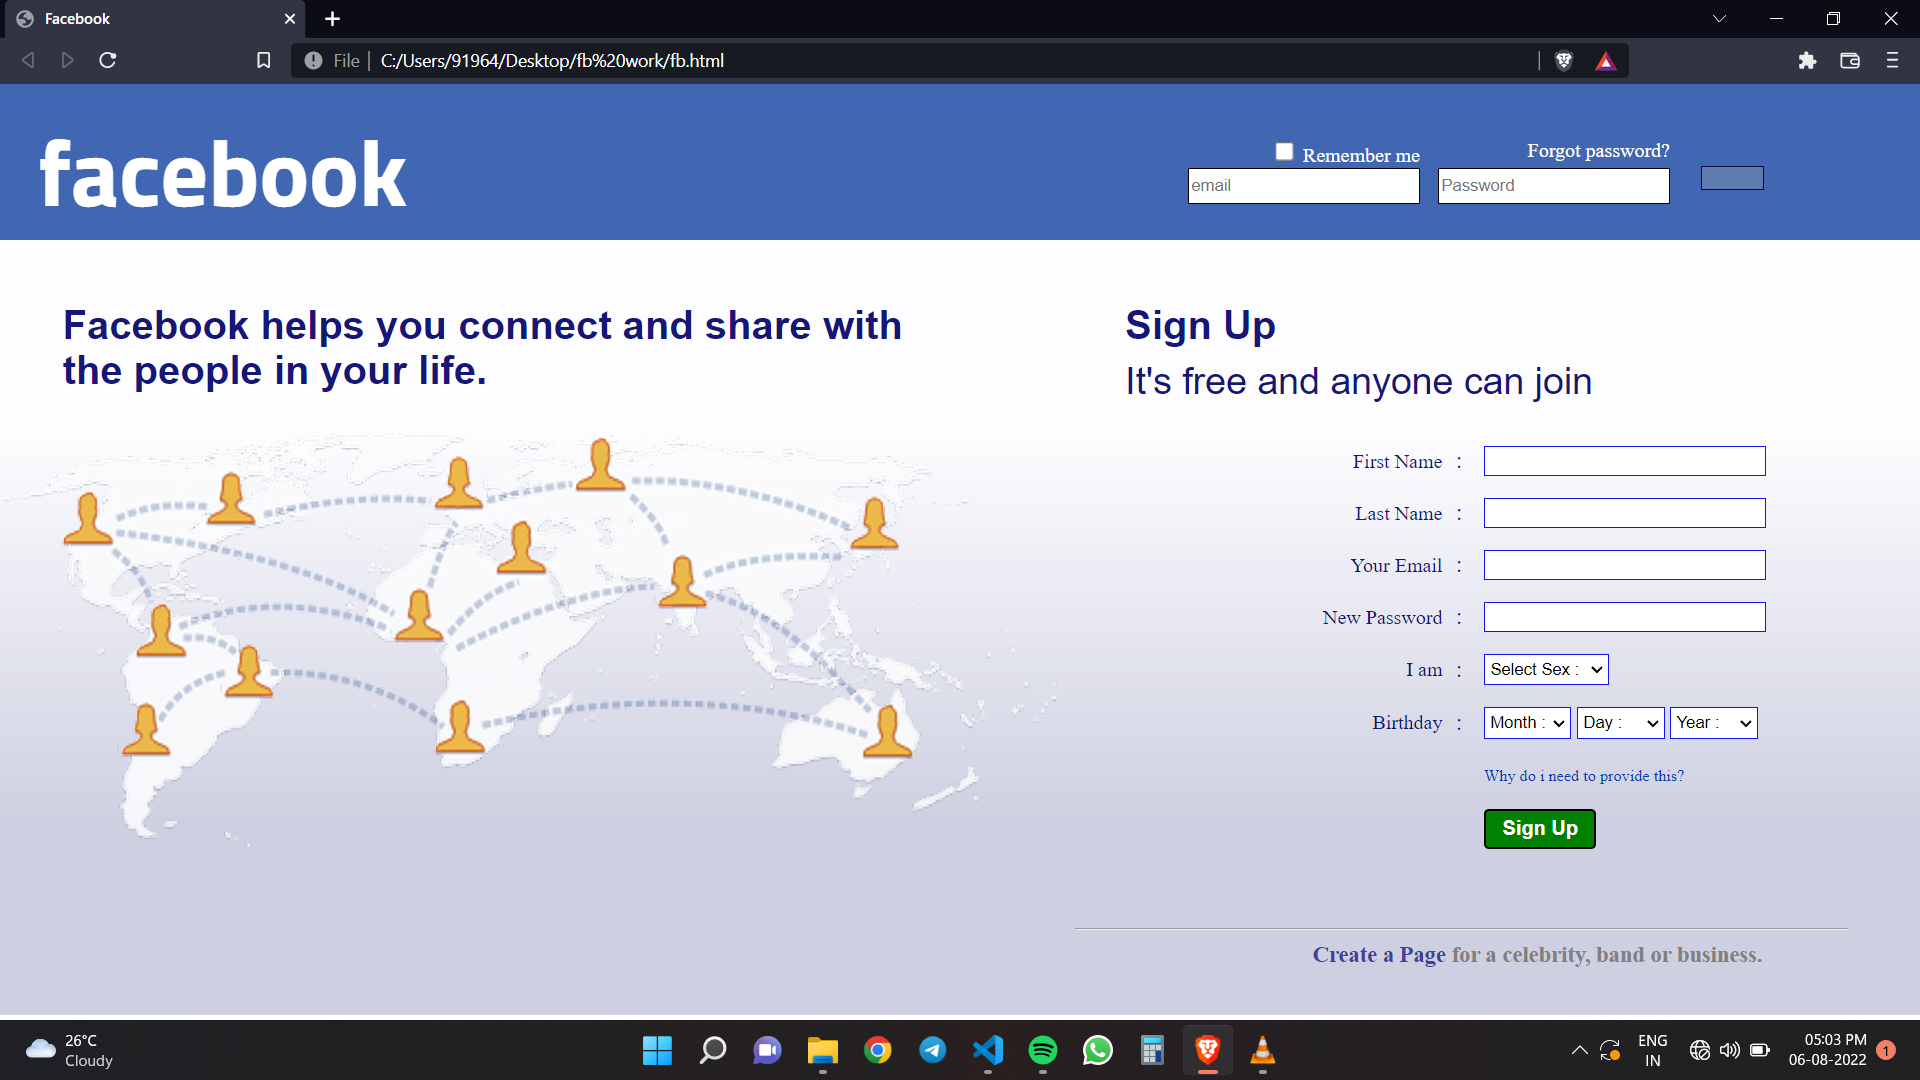 Facebook
File
C:/Users/91964/Desktop/fb%20work/fb.html
facebook
Remember me
Forgot password?
email
Password
Facebook helps you connect and share with
the people in your life.
Sign Up
It's free and anyone can join
First Name :
Last Name :
Your Email :
New Password :
I am : Select Sex :
Birthday : Month : Day : Year :
Why do i need to provide this?
Sign Up
Create a Page for a celebrity, band or business.
26°C
Cloudy
ENG
IN
05:03 PM
06-08-2022
1